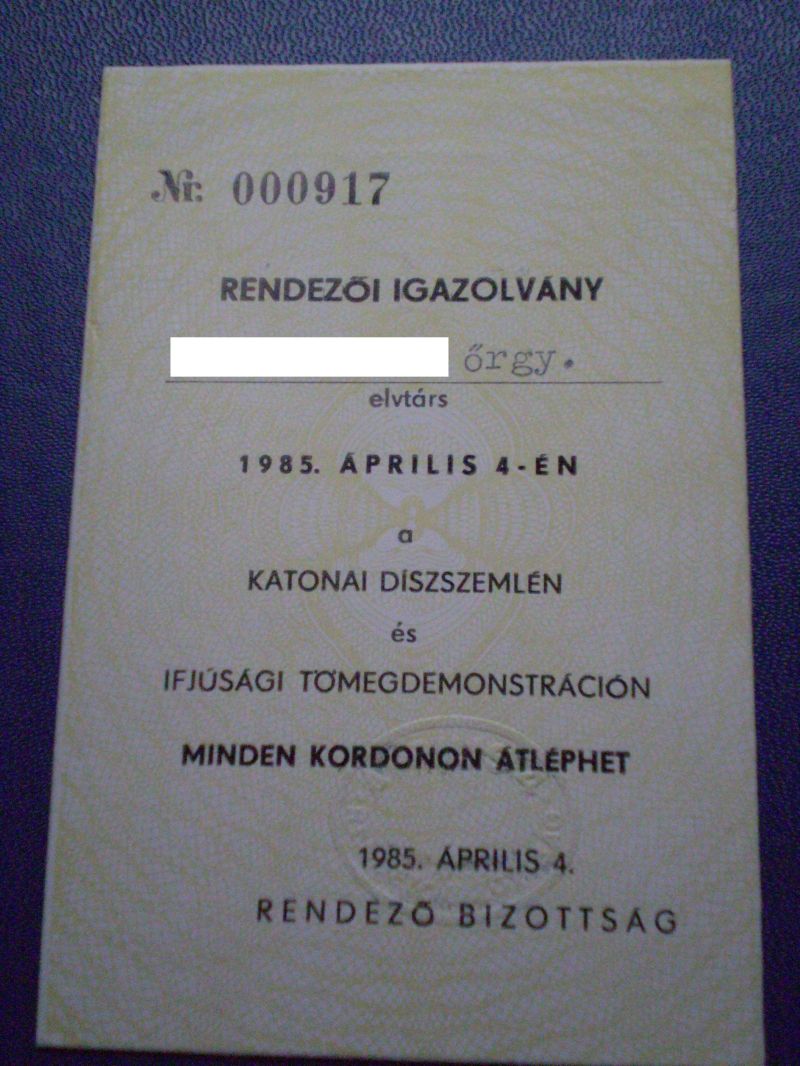 Nr. 000917
RENDEZŐI IGAZOLVÁNY
őrgy.
elvtárs
1985. ÁPRILIS 4-ÉN
a
KATONAI DÍSZSZEMLÉN
és
IFJÚSÁGI TÖMEGDEMONSTRÁCIÓN
MINDEN KORDONON ÁTLÉPHET
1985. ÁPRILIS 4.
RENDEZŐ BIZOTTSÁG